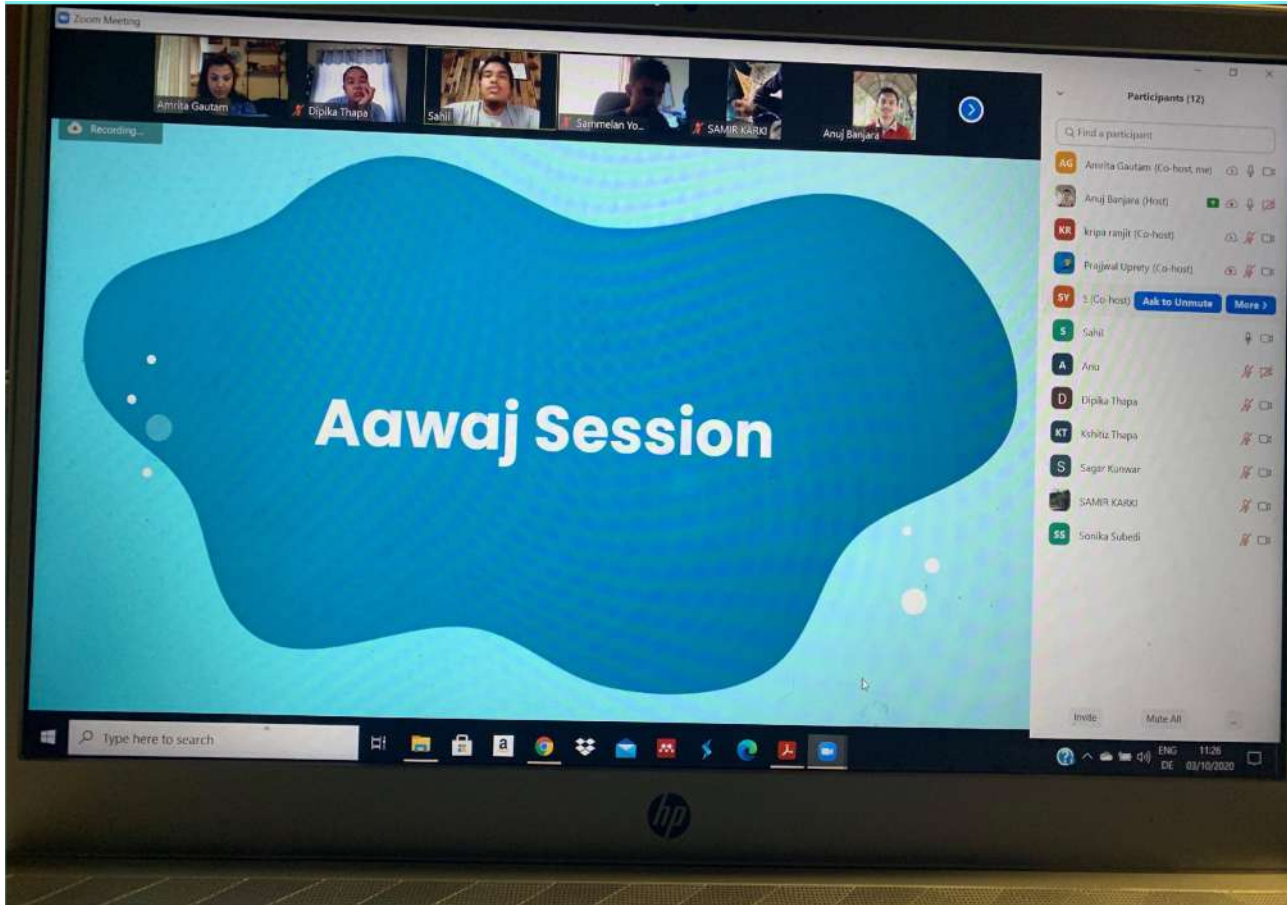 Zoom Meeting
Amrita Gautam
Dipika Thapa
Sahil
Sammelan Yo...
SAMIR KARKI
Anuj Banjara
Recording...
Aawaj Session
Participants (12)
Find a participant
AG Amrita Gautam (Co-host, me)
Anuj Banjara (Host)
KR kripa ranjit (Co-host)
Prajjwal Uprety (Co-host)
SY (Co-host) Ask to Unmute More >
S Sahil
A Anu
D Dipika Thapa
KT Kshitiz Thapa
S Sagar Kunwar
SAMIR KARKI
SS Sonika Subedi
Invite Mute All ...
Type here to search
a
ENG 11:26
DE 03/10/2020
hp